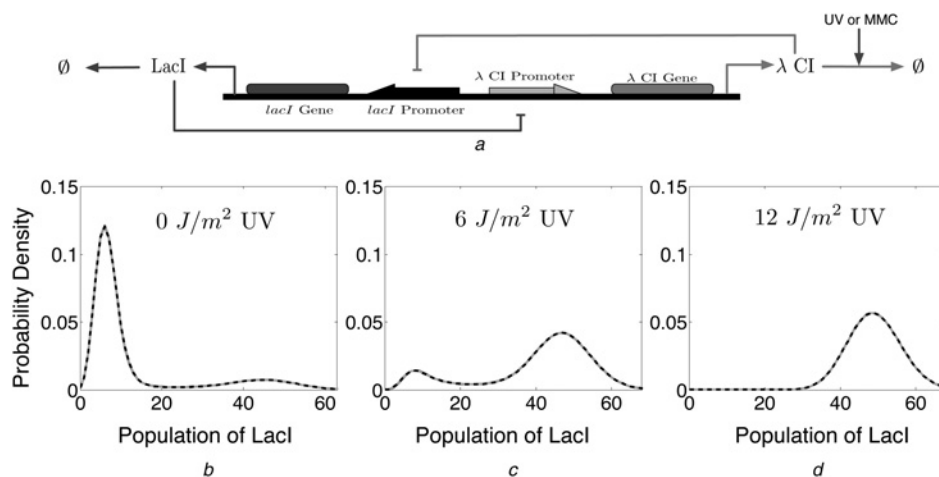 UV or MMC
Ø LacI λ CI Ø
λ CI Promoter λ CI Gene
lacI Gene lacI Promoter
a
0.15 0.15 0.15
0 J/m² UV 6 J/m² UV 12 J/m² UV
0.1 0.1 0.1
0.05 0.05 0.05
0 0 0
0 20 40 60 0 20 40 60 0 20 40 60
Probability Density
Population of LacI Population of LacI Population of LacI
b c d